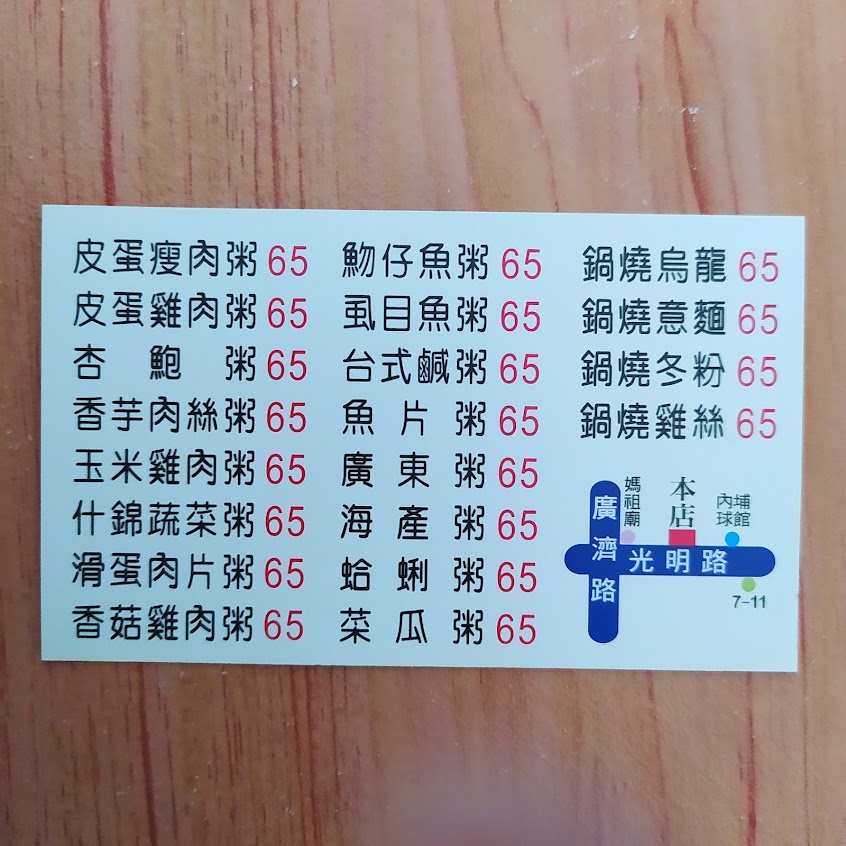 皮蛋瘦肉粥 65
皮蛋雞肉粥 65
杏鮑粥 65
香芋肉絲粥 65
玉米雞肉粥 65
什錦蔬菜粥 65
滑蛋肉片粥 65
香菇雞肉粥 65
魩仔魚粥 65
虱目魚粥 65
台式鹹粥 65
魚片粥 65
廣東粥 65
海產粥 65
蛤蜊粥 65
菜瓜粥 65
鍋燒烏龍 65
鍋燒意麵 65
鍋燒冬粉 65
鍋燒雞絲 65
廣濟路
媽祖廟
本店
內埔
球館
光明路
7-11